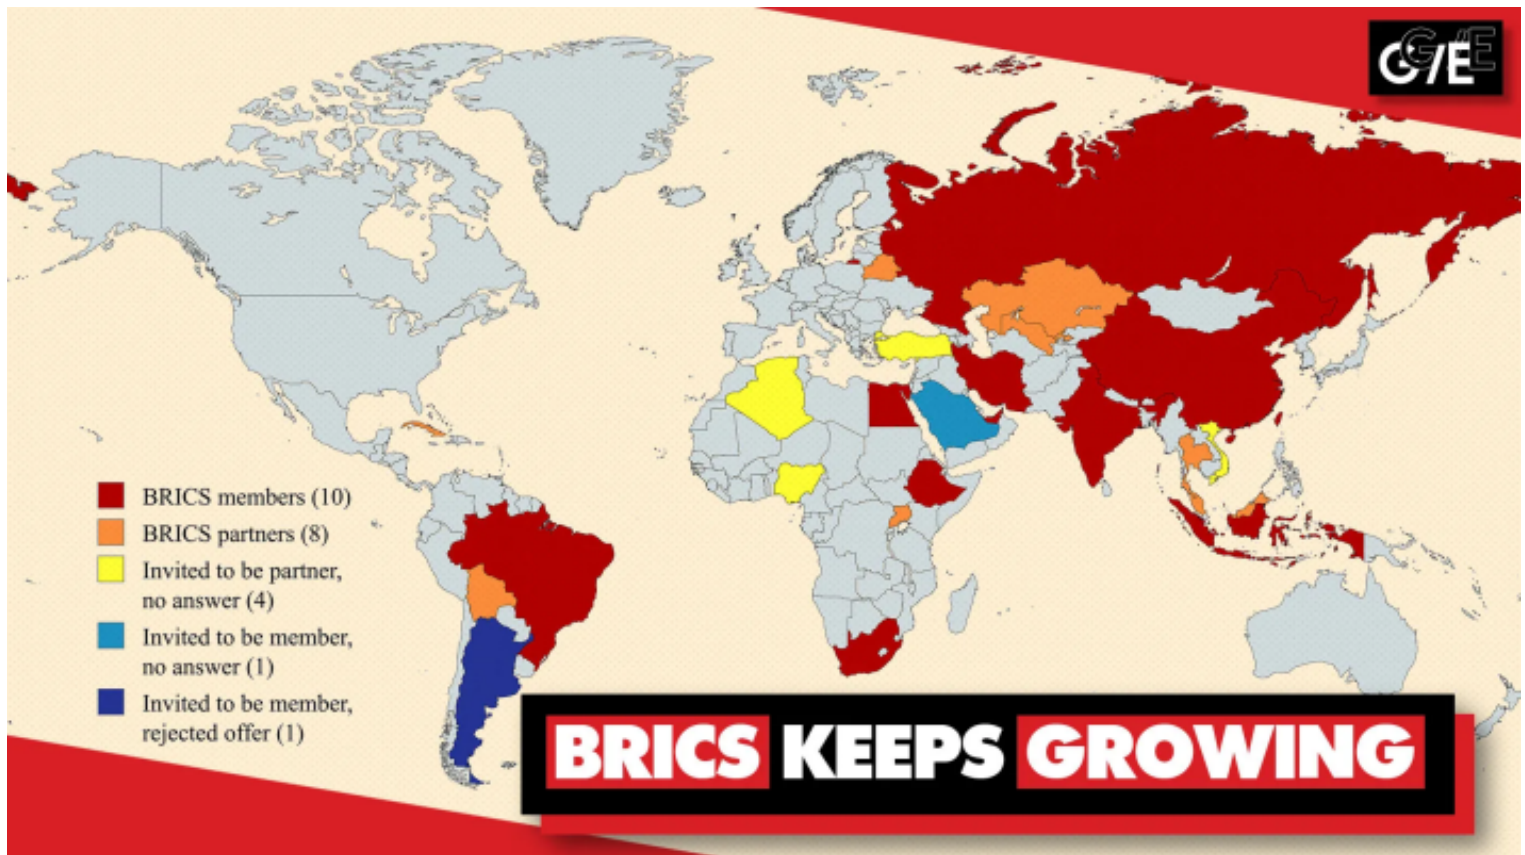 G/E
BRICS members (10)
BRICS partners (8)
Invited to be partner,
no answer (4)
Invited to be member,
no answer (1)
Invited to be member,
rejected offer (1)
BRICS KEEPS GROWING